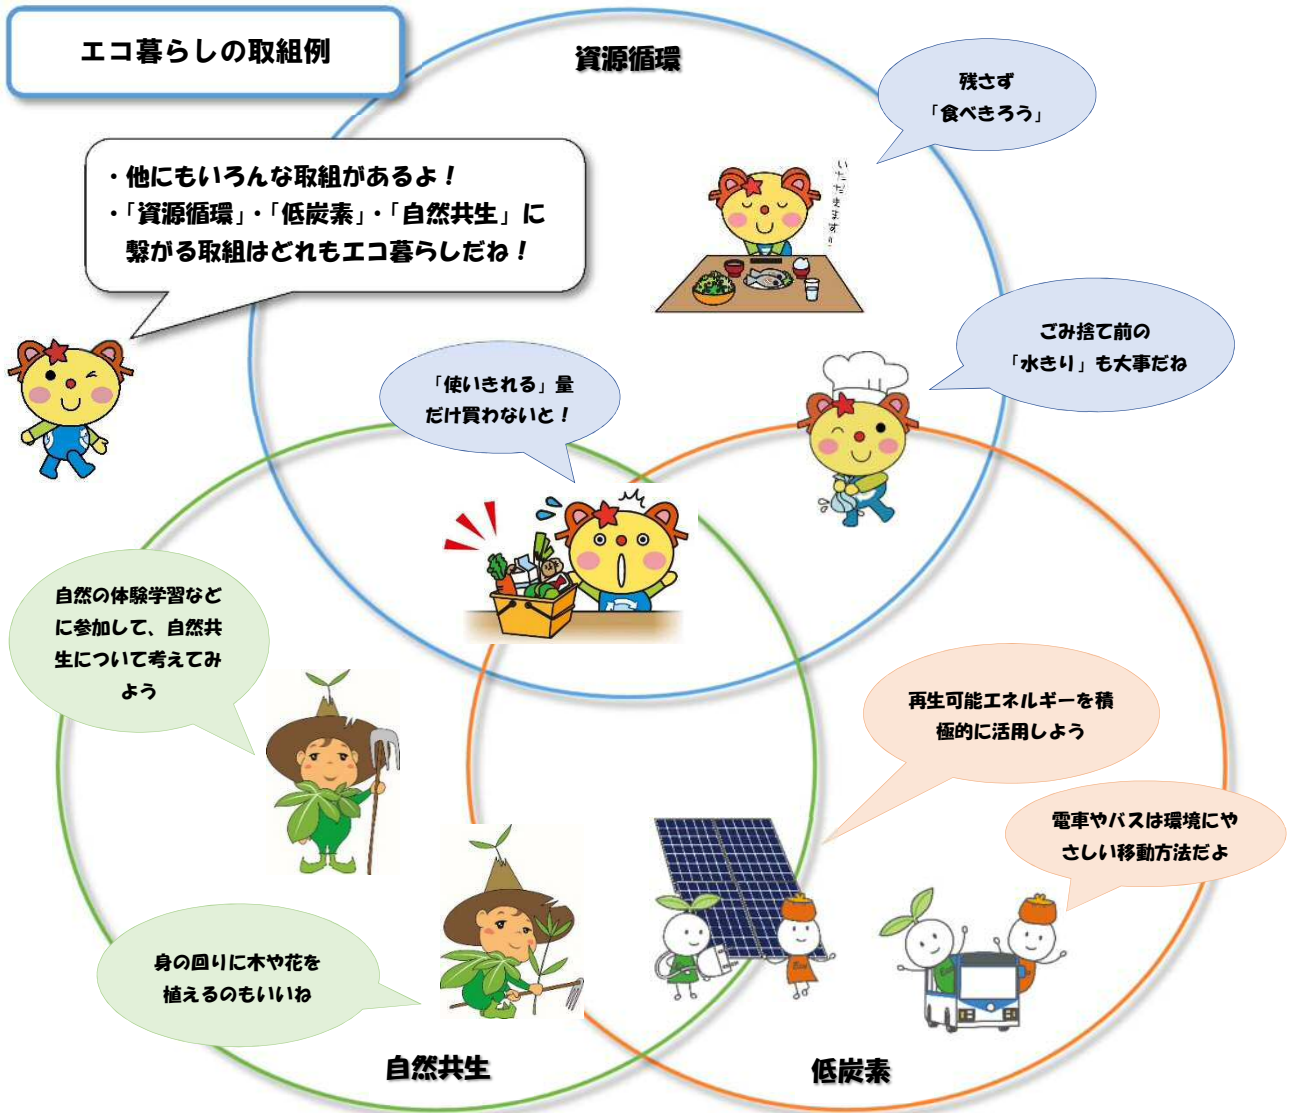 エコ暮らしの取組例
資源循環
残さず
「食べきろう」
・他にもいろんな取組があるよ！
・「資源循環」・「低炭素」・「自然共生」に
繋がる取組はどれもエコ暮らしだね！
いただきます!!
ごみ捨て前の
「水きり」も大事だね
「使いきれる」量
だけ買わないと！
自然の体験学習など
に参加して、自然共
生について考えてみ
よう
再生可能エネルギーを積
極的に活用しよう
電車やバスは環境にや
さしい移動方法だよ
身の回りに木や花を
植えるのもいいね
自然共生
低炭素